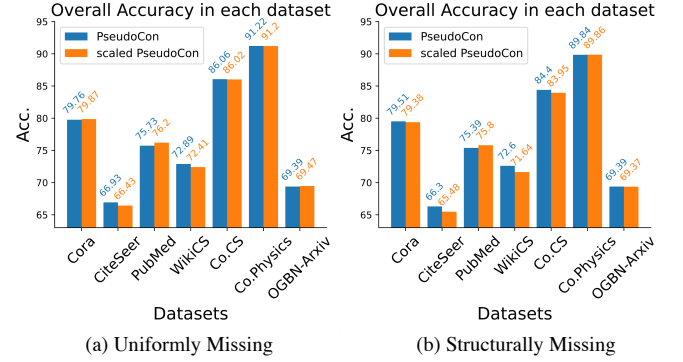 Overall Accuracy in each dataset
95
90
85
80
75
70
65
Acc.
PseudoCon
scaled PseudoCon
79.76
79.87
66.93
66.43
75.73
76.2
72.89
72.41
86.06
86.02
91.22
91.2
69.39
69.47
Cora
CiteSeer
PubMed
WikiCS
Co.CS
Co.Physics
OGBN-Arxiv
Datasets
(a) Uniformly Missing
Overall Accuracy in each dataset
95
90
85
80
75
70
65
Acc.
PseudoCon
scaled PseudoCon
79.51
79.38
66.3
65.48
75.39
75.8
72.6
71.64
84.4
83.95
89.84
89.86
69.39
69.37
Cora
CiteSeer
PubMed
WikiCS
Co.CS
Co.Physics
OGBN-Arxiv
Datasets
(b) Structurally Missing